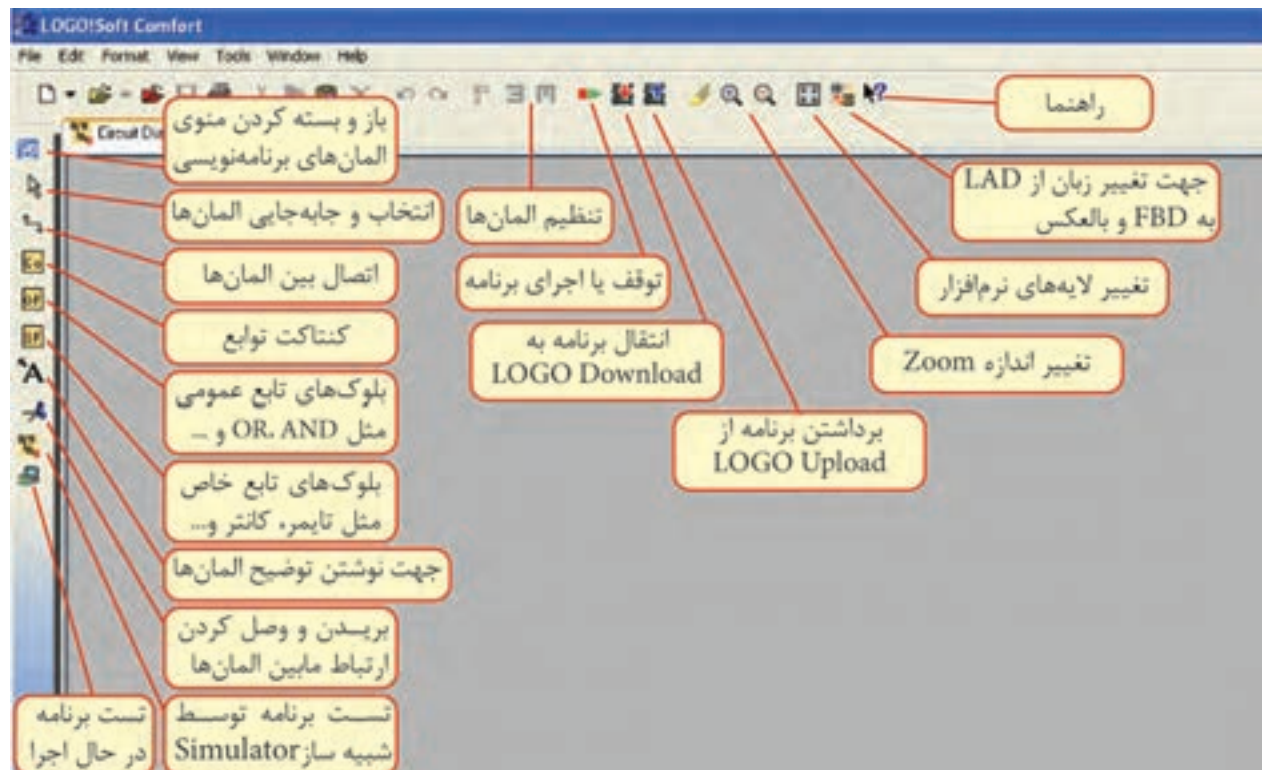 LOGO!Soft Comfort
File Edit Format View Tools Window Help
Circuit Di
راهنما
باز و بسته کردن منوی
المان‌های برنامه‌نویسی
جهت تغییر زبان از LAD
به FBD و بالعکس
انتخاب و جابه‌جایی المان‌ها
تنظیم المان‌ها
اتصال بین المان‌ها
توقف یا اجرای برنامه
تغییر لایه‌های نرم‌افزار
کنتاکت توابع
انتقال برنامه به
LOGO Download
تغییر اندازه Zoom
بلوک‌های تابع عمومی
مثل OR، AND و ...
برداشتن برنامه از
LOGO Upload
بلوک‌های تابع خاص
مثل تایمر، کانتر و...
جهت نوشتن توضیح المان‌ها
بریدن و وصل کردن
ارتباط مابین المان‌ها
تست برنامه توسط
شبیه ساز Simulator
تست برنامه
در حال اجرا
Co
GF
SF
A